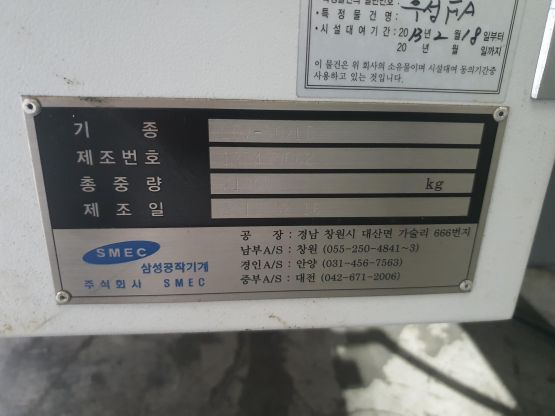 • 특정물건명: 우성 FA
• 시설대여기간: 2013년 2월 18일부터
20 년 월 일까지
이 물건은 위 회사의 소유물이며 시설대여 동의기간중
사용하고 있는 것입니다.
기 종
제조번호
총중량 kg
제조일
SMEC
삼성공작기계
주식회사 SMEC
공 장 : 경남 창원시 대산면 가술리 666번지
남부A/S : 창원 (055-250-4841~3)
경인A/S : 안양 (031-456-7563)
중부A/S : 대전 (042-671-2006)